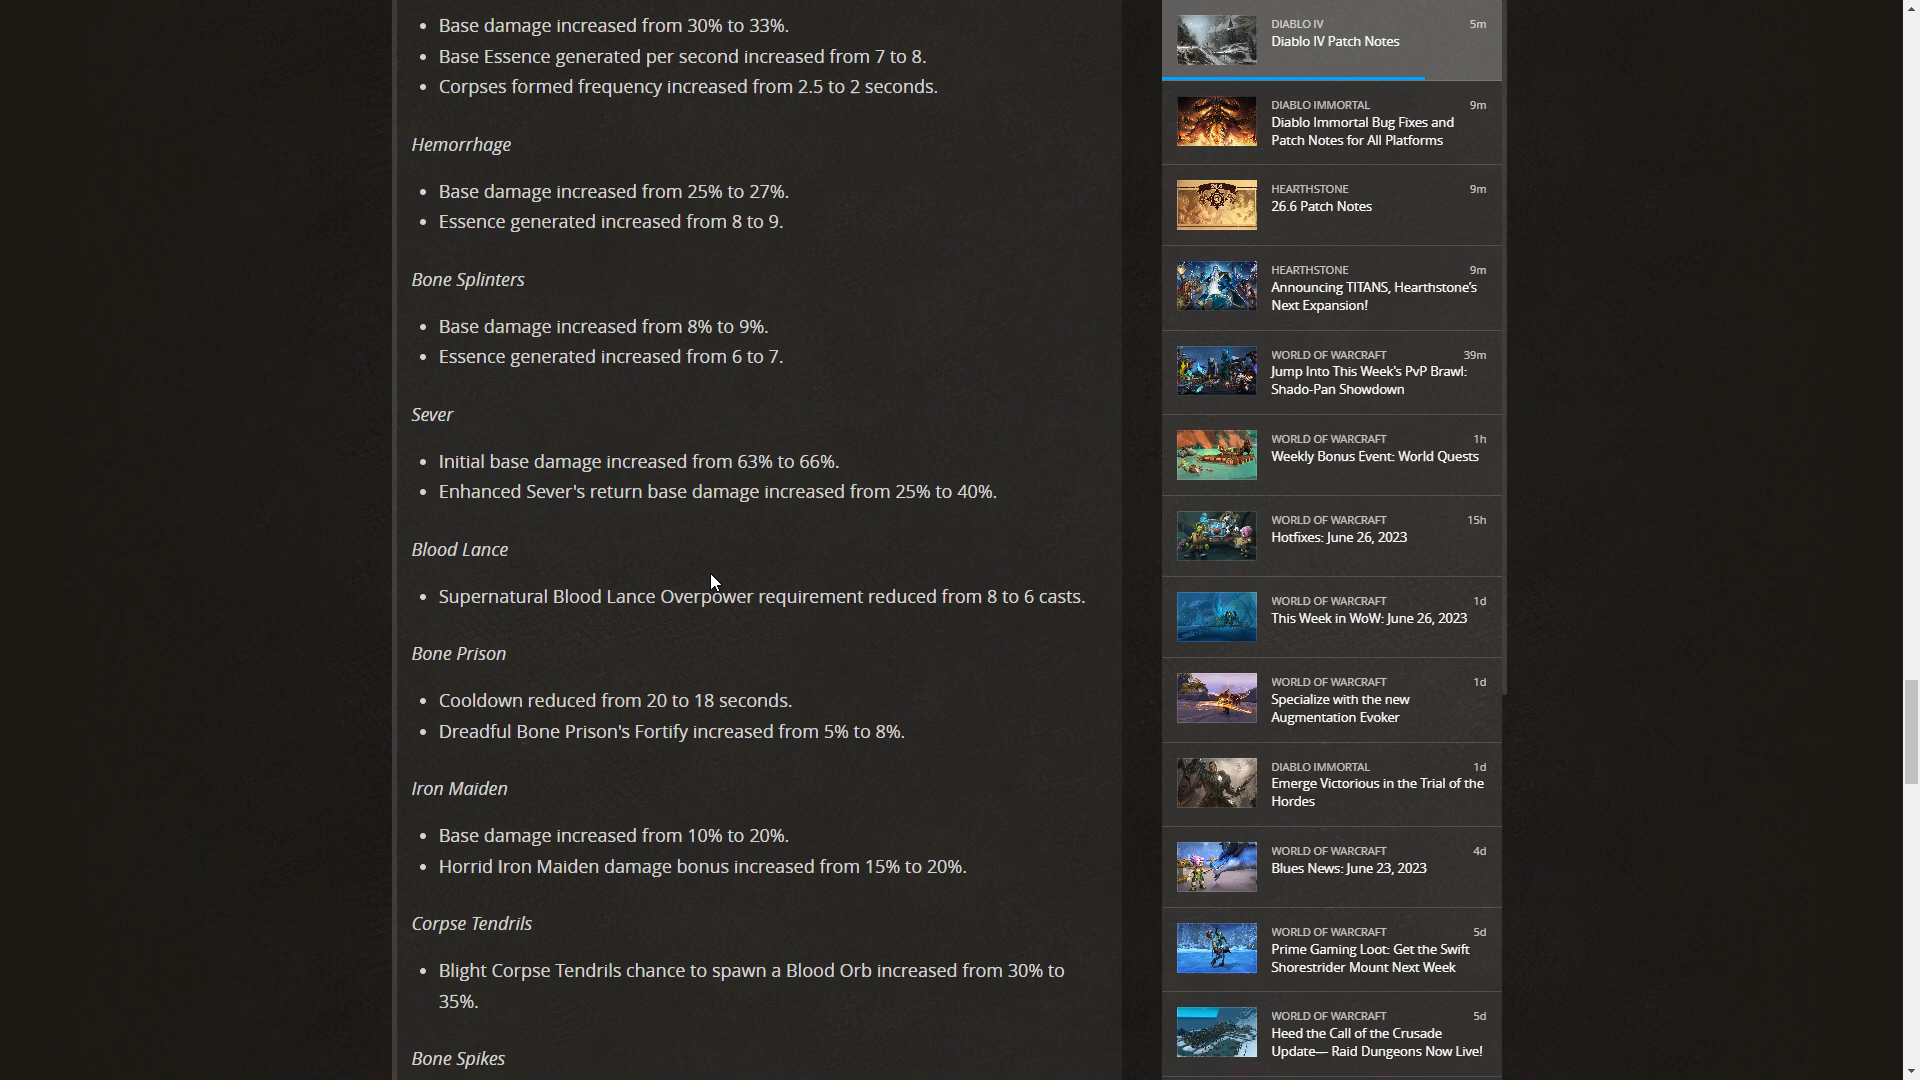 Base damage increased from 30% to 33%.
Base Essence generated per second increased from 7 to 8.
Corpses formed frequency increased from 2.5 to 2 seconds.
Hemorrhage
Base damage increased from 25% to 27%.
Essence generated increased from 8 to 9.
Bone Splinters
Base damage increased from 8% to 9%.
Essence generated increased from 6 to 7.
Sever
Initial base damage increased from 63% to 66%.
Enhanced Sever's return base damage increased from 25% to 40%.
Blood Lance
Supernatural Blood Lance Overpower requirement reduced from 8 to 6 casts.
Bone Prison
Cooldown reduced from 20 to 18 seconds.
Dreadful Bone Prison's Fortify increased from 5% to 8%.
Iron Maiden
Base damage increased from 10% to 20%.
Horrid Iron Maiden damage bonus increased from 15% to 20%.
Corpse Tendrils
Blight Corpse Tendrils chance to spawn a Blood Orb increased from 30% to
35%.
Bone Spikes
DIABLO IV 5m
Diablo IV Patch Notes
DIABLO IMMORTAL 9m
Diablo Immortal Bug Fixes and
Patch Notes for All Platforms
HEARTHSTONE 9m
26.6 Patch Notes
HEARTHSTONE 9m
Announcing TITANS, Hearthstone's
Next Expansion!
WORLD OF WARCRAFT 39m
Jump Into This Week's PvP Brawl:
Shado-Pan Showdown
WORLD OF WARCRAFT 1h
Weekly Bonus Event: World Quests
WORLD OF WARCRAFT 15h
Hotfixes: June 26, 2023
WORLD OF WARCRAFT 1d
This Week in WoW: June 26, 2023
WORLD OF WARCRAFT 1d
Specialize with the new
Augmentation Evoker
DIABLO IMMORTAL 1d
Emerge Victorious in the Trial of the
Hordes
WORLD OF WARCRAFT 4d
Blues News: June 23, 2023
WORLD OF WARCRAFT 5d
Prime Gaming Loot: Get the Swift
Shorestrider Mount Next Week
WORLD OF WARCRAFT 5d
Heed the Call of the Crusade
Update— Raid Dungeons Now Live!